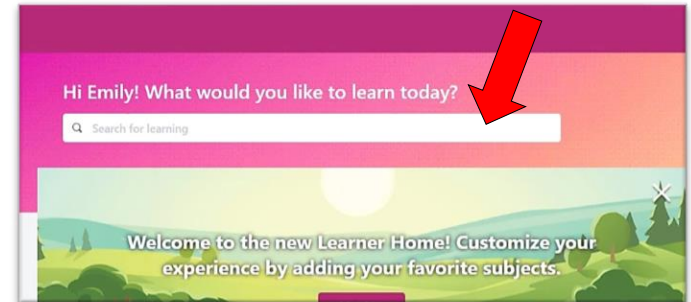 Hi Emily! What would you like to learn today?
Search for learning
Welcome to the new Learner Home! Customize your
experience by adding your favorite subjects.